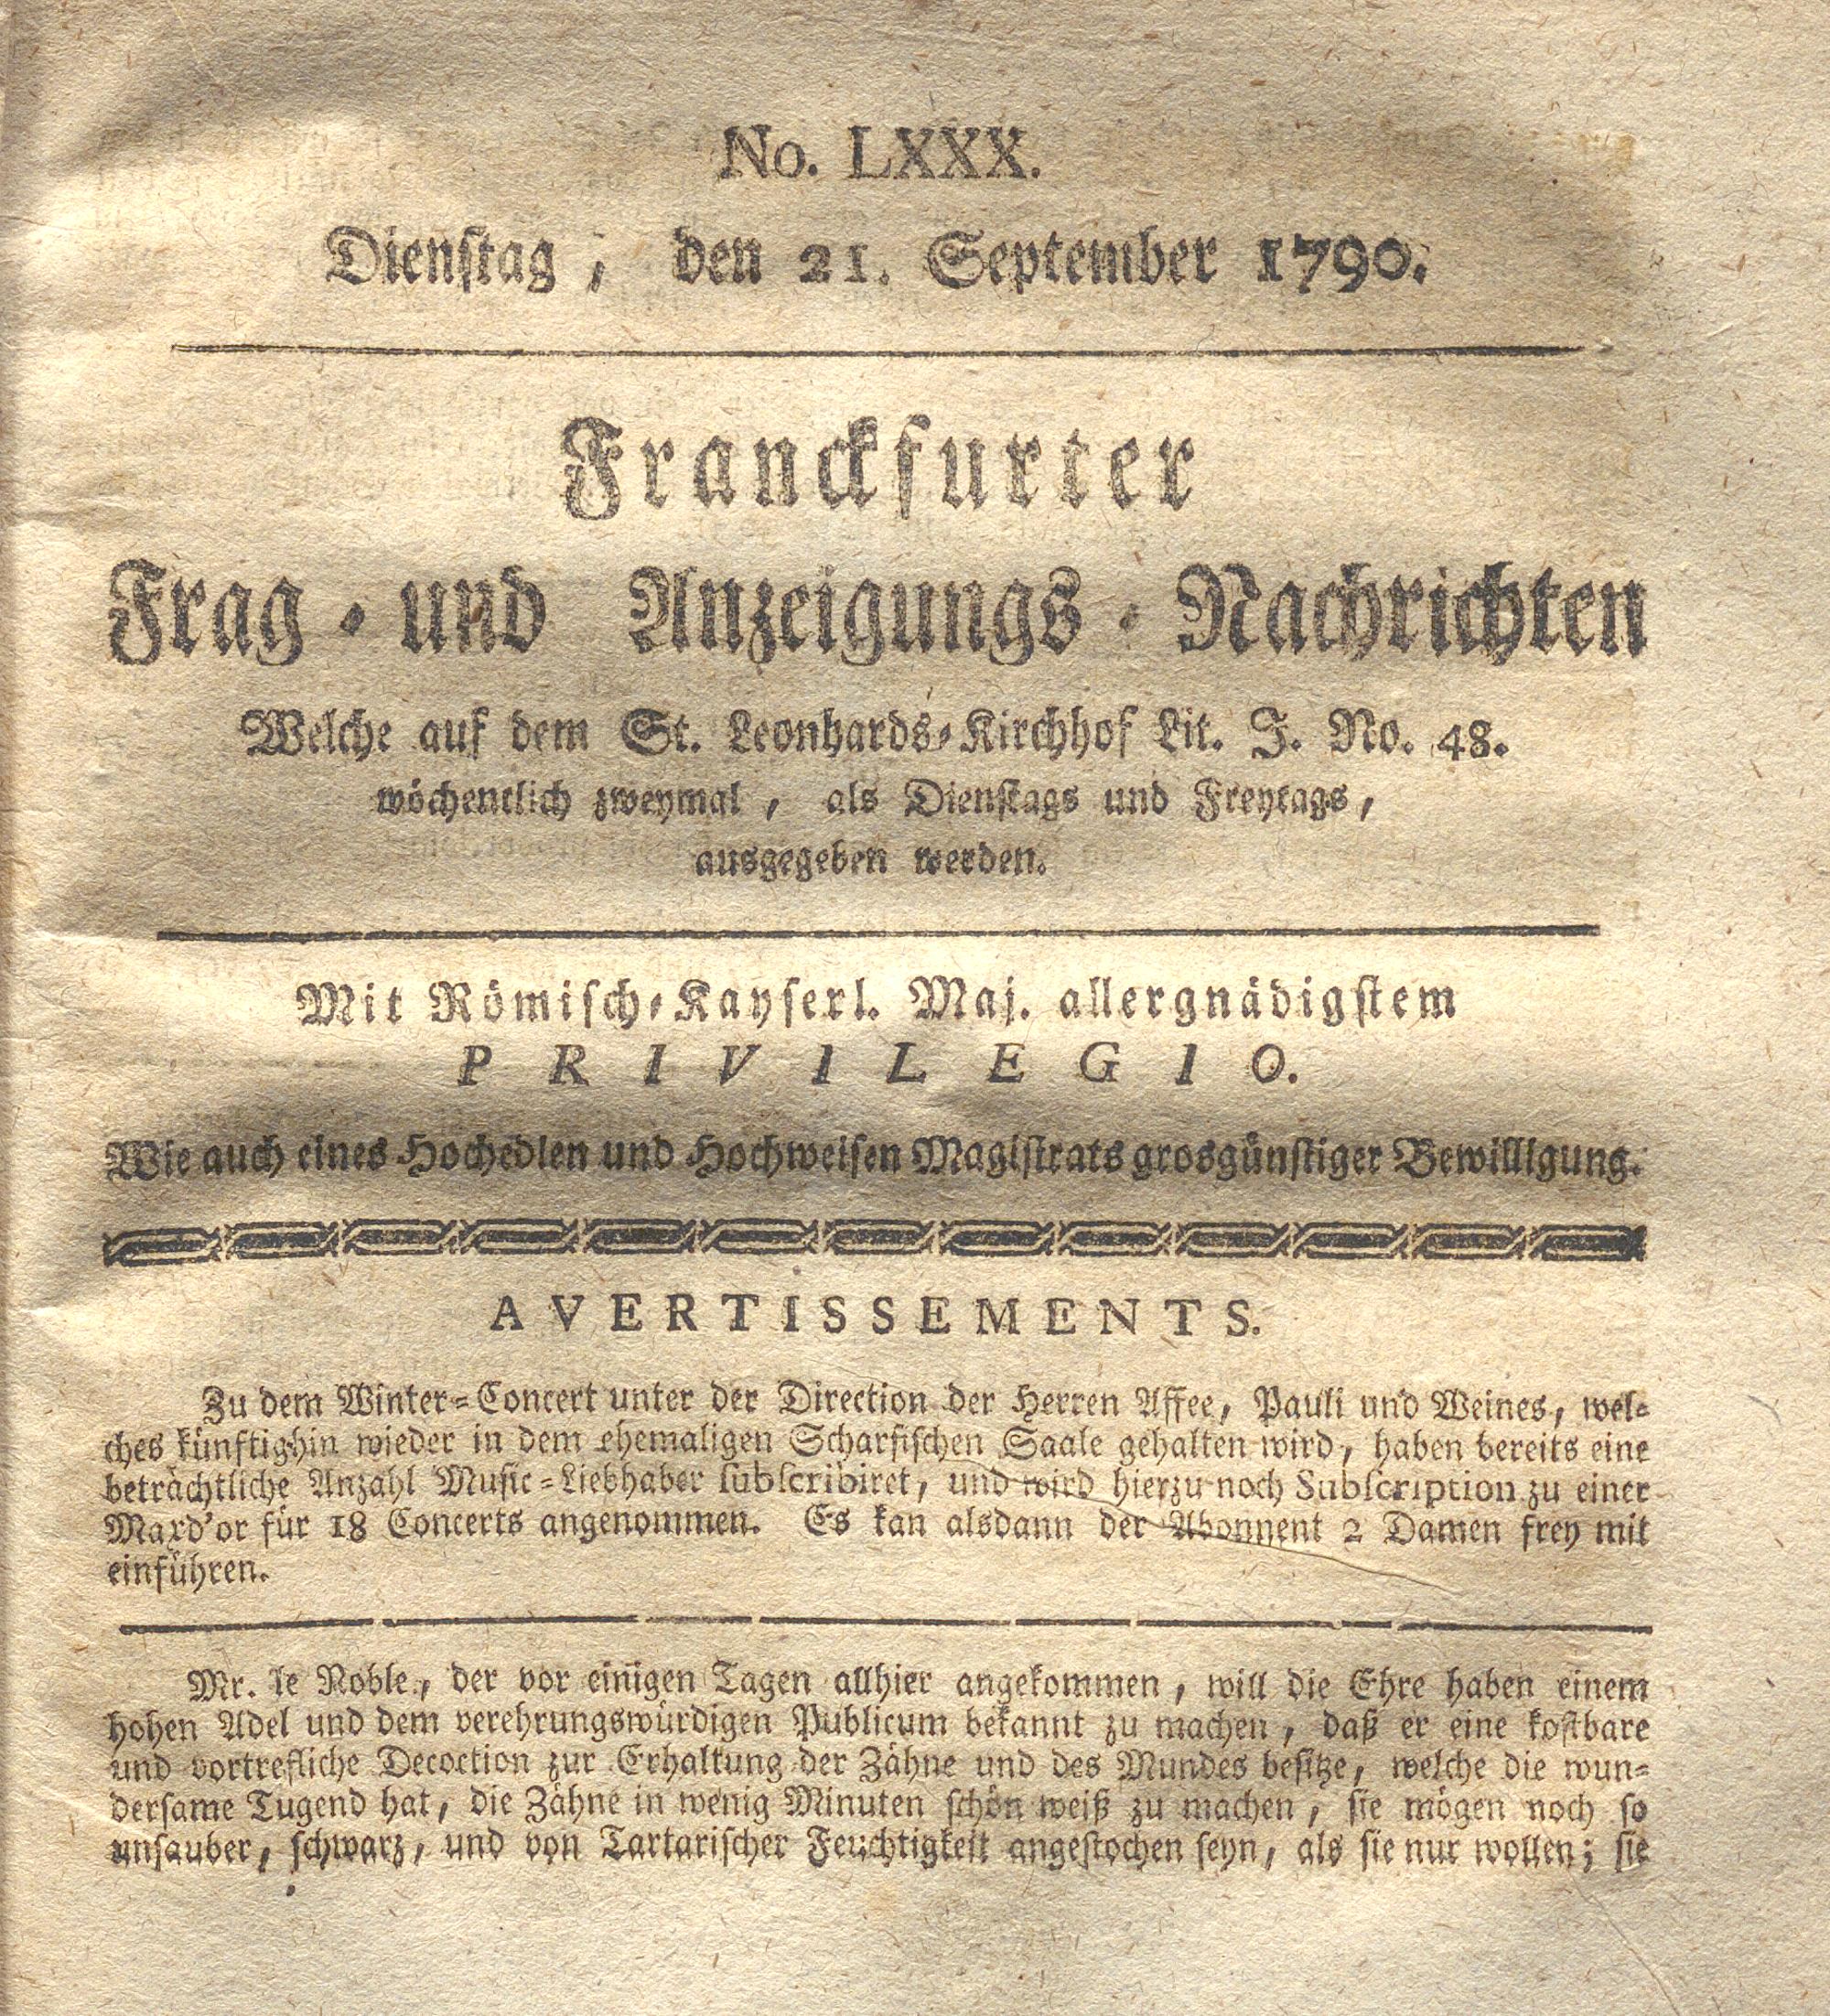 No. LXXX.
Dienstag, den 21. September 1790.
Franckfurter
Frag- und Anzeigungs-Nachrichten
Welche auf dem St. Leonhards-Kirchhof Lit. J. No. 48.
wöchentlich zweymal, als Dienstags und Freytags,
ausgegeben werden.
Mit Römisch-Kayserl. Maj. allergnädigstem
PRIVILEGIO.
Wie auch eines Hochedlen und Hochweisen Magistrats grosgünstiger Bewilligung.
AVERTISSEMENTS.
Zu dem Winter-Concert unter der Direction der Herren Affee, Pauli und Weines, wel-
ches künftighin wieder in dem ehemaligen Scharfischen Saale gehalten wird, haben bereits eine
beträchtliche Anzahl Music-Liebhaber subscribiret, und wird hierzu noch Subscription zu einer
Maxd'or für 18 Concerts angenommen. Es kan alsdann der Abonnent 2 Damen frey mit
einführen.
Mr. le Noble, der vor einigen Tagen allhier angekommen, will die Ehre haben einem
hohen Adel und dem verehrungswürdigen Publicum bekannt zu machen, daß er eine kostbare
und vortrefliche Decoction zur Erhaltung der Zähne und des Mundes besitze, welche die wun-
dersame Tugend hat, die Zähne in wenig Minuten schön weiß zu machen, sie mögen noch so
unsauber, schwarz, und von Tartarischer Feuchtigkeit angestochen seyn, als sie nur wollen; sie